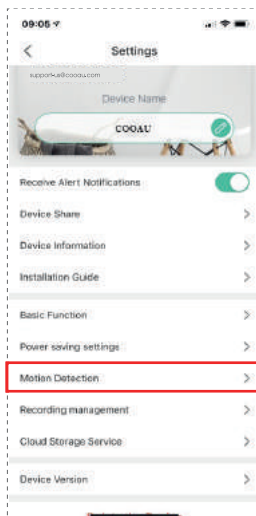 09:05
Settings
support-us@cooau.com
Device Name
COOAU
Receive Alert Notifications
Device Share
Device Information
Installation Guide
Basic Function
Power saving settings
Motion Detection
Recording management
Cloud Storage Service
Device Version